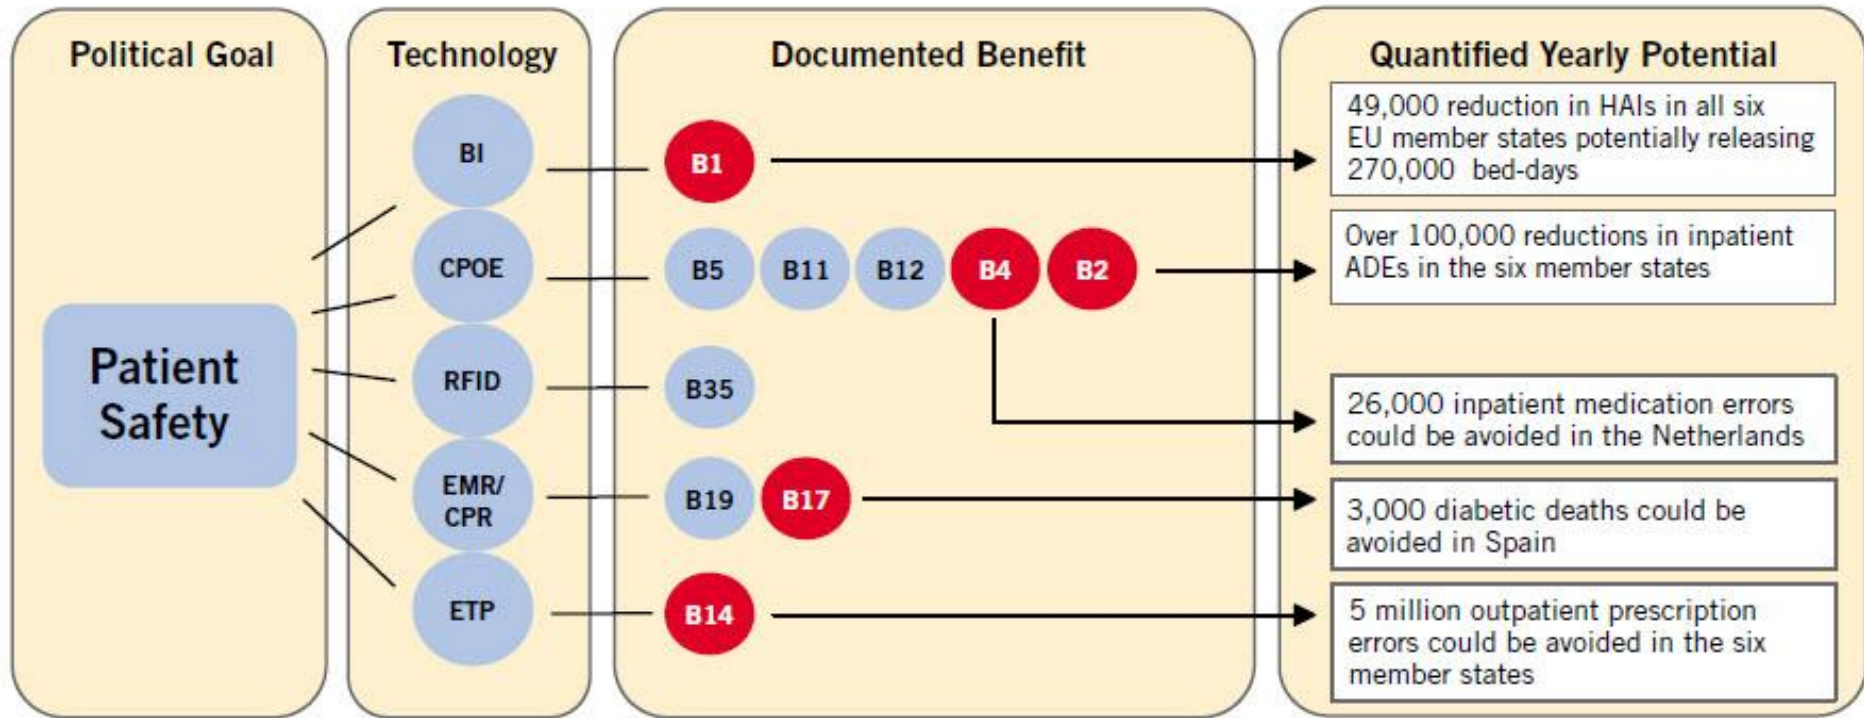 Political Goal
Technology
Documented Benefit
Quantified Yearly Potential
Patient
Safety
BI
CPOE
RFID
EMR/
CPR
ETP
B1
B5 B11 B12 B4 B2
B35
B19 B17
B14
49,000 reduction in HAIs in all six
EU member states potentially releasing
270,000 bed-days
Over 100,000 reductions in inpatient
ADEs in the six member states
26,000 inpatient medication errors
could be avoided in the Netherlands
3,000 diabetic deaths could be
avoided in Spain
5 million outpatient prescription
errors could be avoided in the six
member states